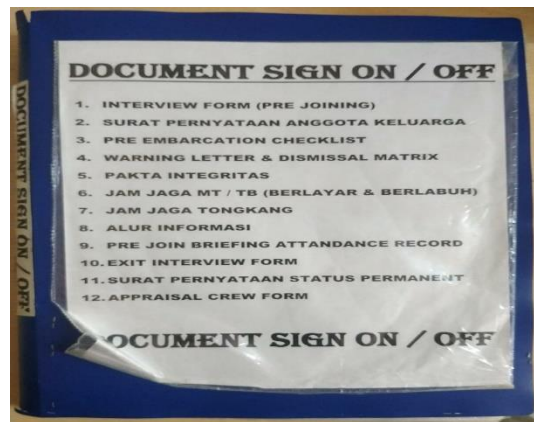 DOCUMENT SIGN ON / OFF
DOCUMENT SIGN ON / OFF
1. INTERVIEW FORM (PRE JOINING)
2. SURAT PERNYATAAN ANGGOTA KELUARGA
3. PRE EMBARCATION CHECKLIST
4. WARNING LETTER & DISMISSAL MATRIX
5. PAKTA INTEGRITAS
6. JAM JAGA MT / TB (BERLAYAR & BERLABUH)
7. JAM JAGA TONGKANG
8. ALUR INFORMASI
9. PRE JOIN BRIEFING ATTANDANCE RECORD
10. EXIT INTERVIEW FORM
11. SURAT PERNYATAAN STATUS PERMANENT
12. APPRAISAL CREW FORM
DOCUMENT SIGN ON / OFF